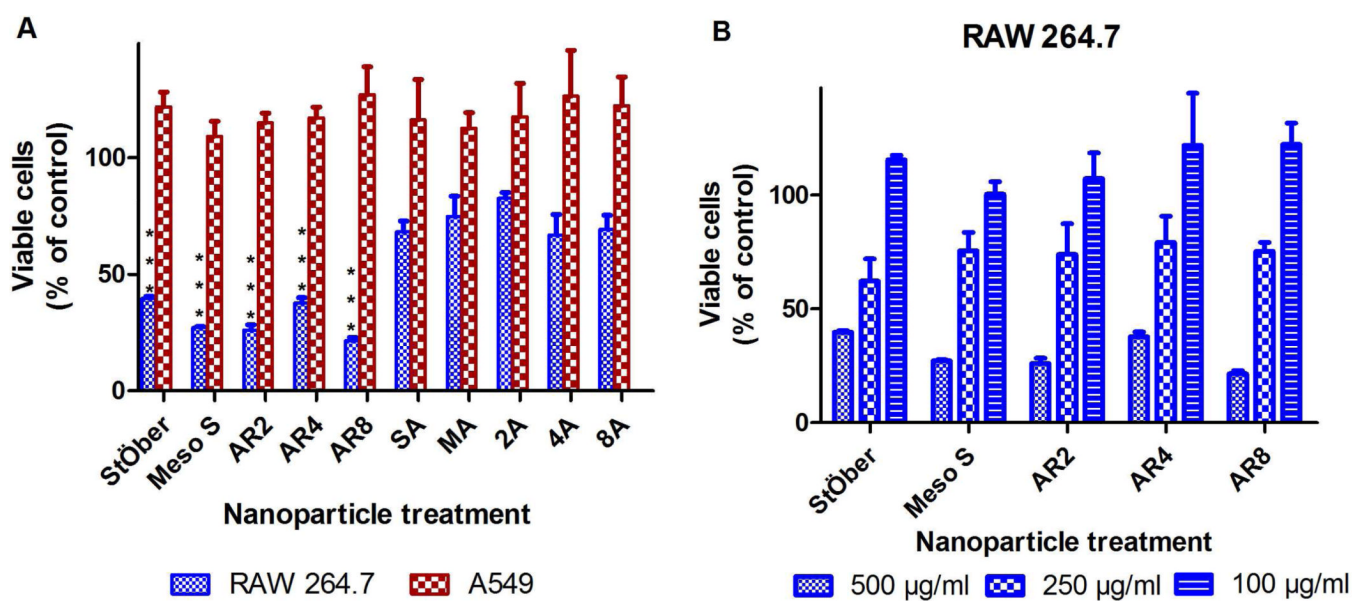 A
Viable cells
(% of control)
100
50
0
* * *
* * *
* * *
* * *
* * *
StÖber
Meso S
AR2
AR4
AR8
SA
MA
2A
4A
8A
Nanoparticle treatment
RAW 264.7
A549
B
RAW 264.7
Viable cells
(% of control)
100
50
0
StÖber
Meso S
AR2
AR4
AR8
Nanoparticle treatment
500 µg/ml
250 µg/ml
100 µg/ml